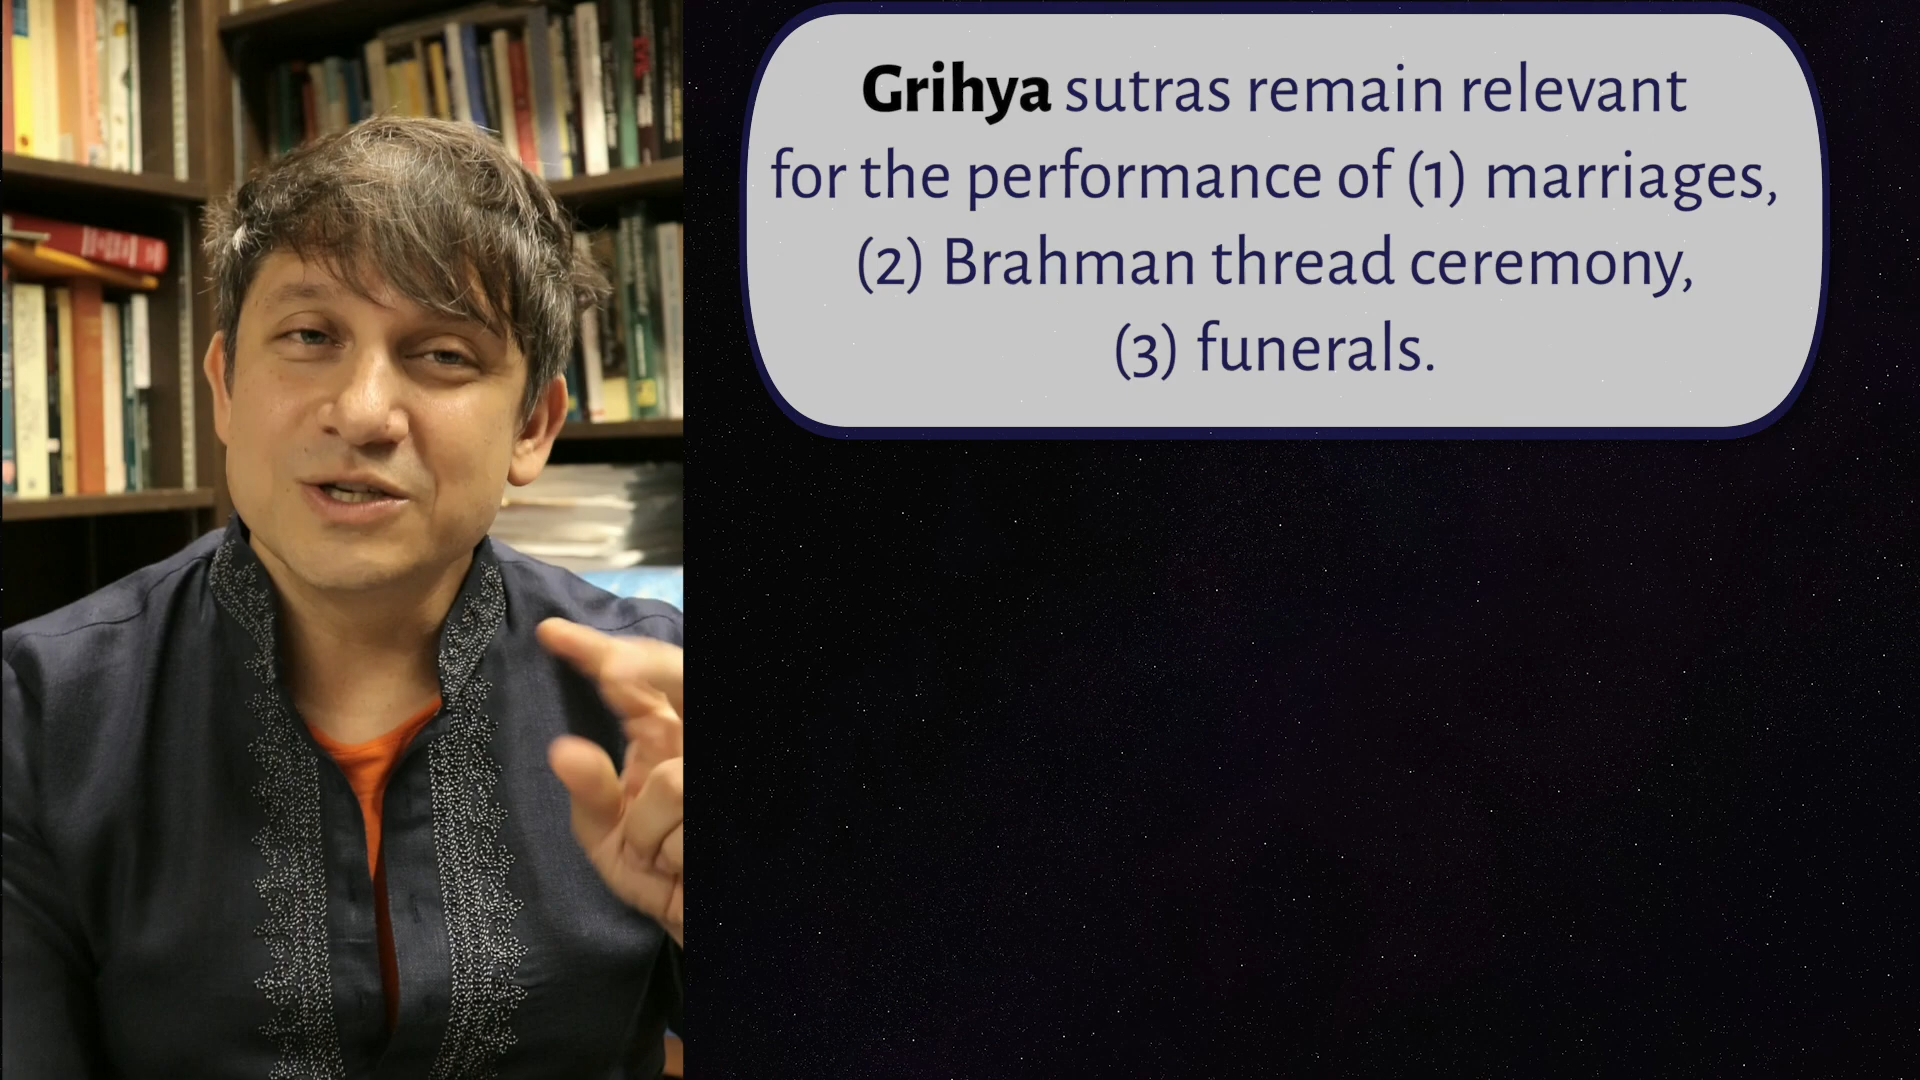 Grihya sutras remain relevant
for the performance of (1) marriages,
(2) Brahman thread ceremony,
(3) funerals.